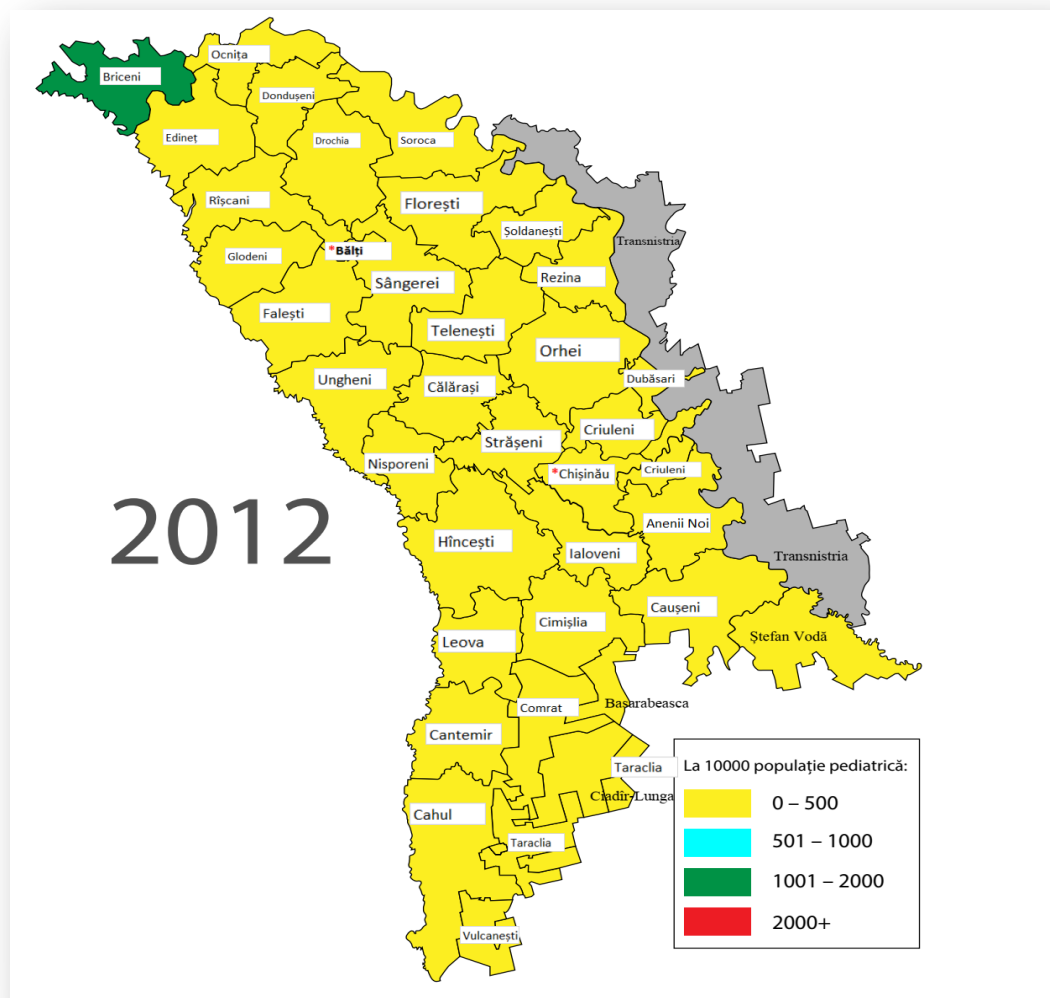 Ocnița
Briceni
Dondușeni
Edineț
Drochia
Soroca
Rîșcani
Florești
Șoldanești
Transnistria
Glodeni
*Bălți
Sângerei
Rezina
Falești
Telenești
Orhei
Ungheni
Călărași
Dubăsari
Strășeni
Criuleni
Nisporeni
*Chișinău
Criuleni
2012
Anenii Noi
Hîncești
Ialoveni
Transnistria
Caușeni
Cimișlia
Leova
Ștefan Vodă
Comrat
Basarabeasca
Cantemir
Taraclia
Ciadîr-Lunga
Cahul
Taraclia
Vulcanești
La 10000 populație pediatrică:
0 – 500
501 – 1000
1001 – 2000
2000+